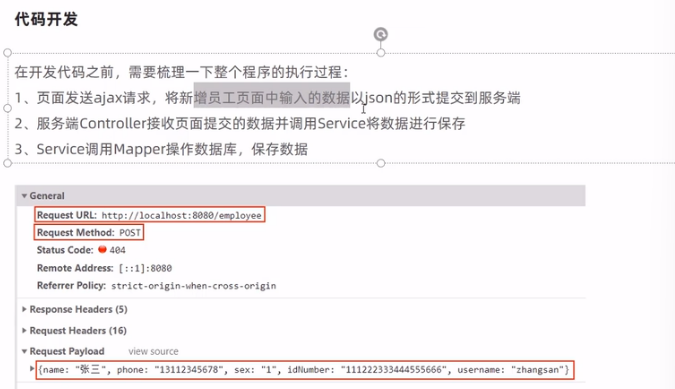 代码开发
在开发代码之前，需要梳理一下整个程序的执行过程：
1、页面发送ajax请求，将新增员工页面中输入的数据以json的形式提交到服务端
2、服务端Controller接收页面提交的数据并调用Service将数据进行保存
3、Service调用Mapper操作数据库，保存数据
General
Request URL: http://localhost:8080/employee
Request Method: POST
Status Code: 404
Remote Address: [::1]:8080
Referrer Policy: strict-origin-when-cross-origin
Response Headers (5)
Request Headers (16)
Request Payload view source
{name: "张三", phone: "13112345678", sex: "1", idNumber: "111222333444555666", username: "zhangsan"}